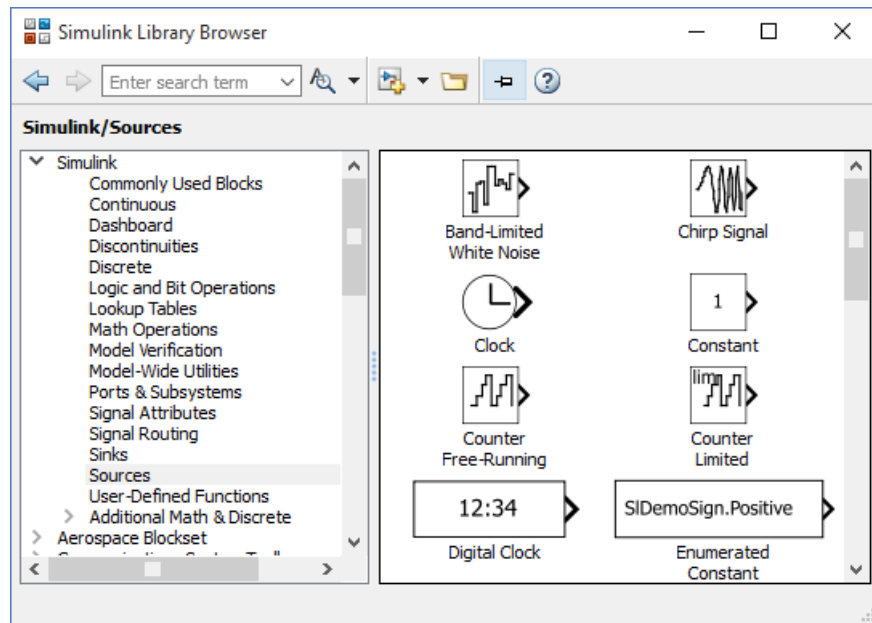 Simulink Library Browser
Enter search term
Simulink/Sources
Simulink
Commonly Used Blocks
Continuous
Dashboard
Discontinuities
Discrete
Logic and Bit Operations
Lookup Tables
Math Operations
Model Verification
Model-Wide Utilities
Ports & Subsystems
Signal Attributes
Signal Routing
Sinks
Sources
User-Defined Functions
Additional Math & Discrete
Aerospace Blockset
Band-Limited
White Noise
Chirp Signal
Clock
1
Constant
Counter
Free-Running
lim
Counter
Limited
12:34
Digital Clock
SlDemoSign.Positive
Enumerated
Constant